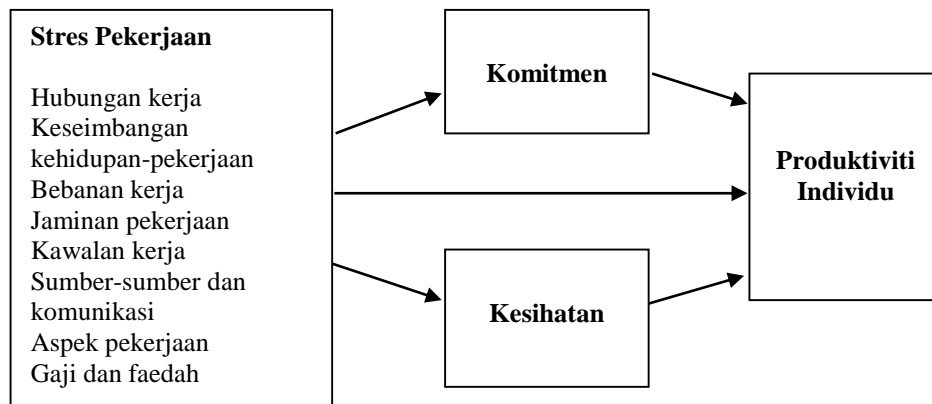 Stres Pekerjaan
Hubungan kerja
Keseimbangan
kehidupan-pekerjaan
Bebanan kerja
Jaminan pekerjaan
Kawalan kerja
Sumber-sumber dan
komunikasi
Aspek pekerjaan
Gaji dan faedah
Komitmen
Kesihatan
Produktiviti
Individu